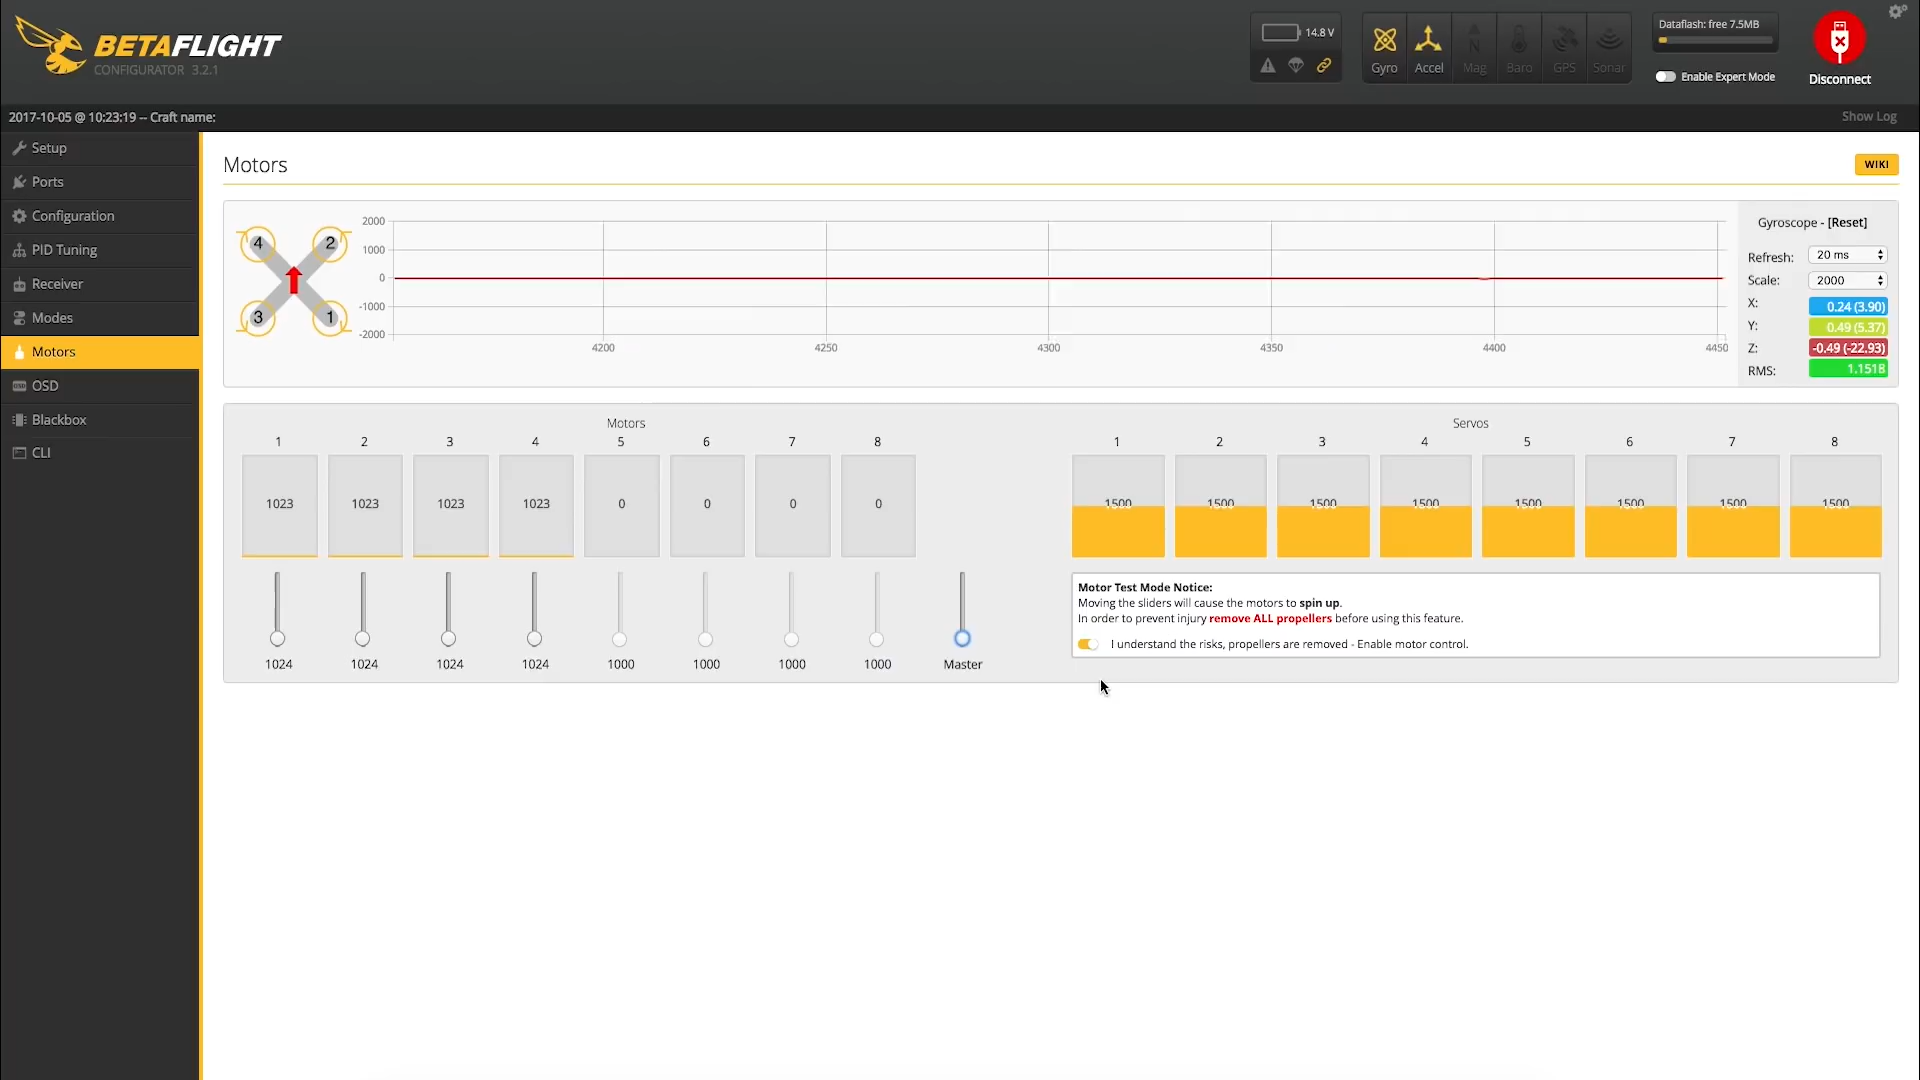 BETAFLIGHT
CONFIGURATOR 3.2.1
14.8 V
Gyro Accel Mag Baro GPS Sonar
Dataflash: free 7.5MB
Enable Expert Mode
Disconnect
2017-10-05 @ 10:23:19 -- Craft name:
Show Log
Setup
Ports
Configuration
PID Tuning
Receiver
Modes
Motors
OSD
Blackbox
CLI
Motors
WIKI
4 2
3 1
2000
1000
0
-1000
-2000
4200 4250 4300 4350 4400 4450
Gyroscope - [Reset]
Refresh: 20 ms
Scale: 2000
X: 0.24 (3.90)
Y: 0.49 (5.37)
Z: -0.49 (-22.93)
RMS: 1.1518
Motors
1 2 3 4 5 6 7 8
1023 1023 1023 1023 0 0 0 0
1024 1024 1024 1024 1000 1000 1000 1000 Master
Servos
1 2 3 4 5 6 7 8
1500 1500 1500 1500 1500 1500 1500 1500
Motor Test Mode Notice:
Moving the sliders will cause the motors to spin up.
In order to prevent injury remove ALL propellers before using this feature.
I understand the risks, propellers are removed - Enable motor control.